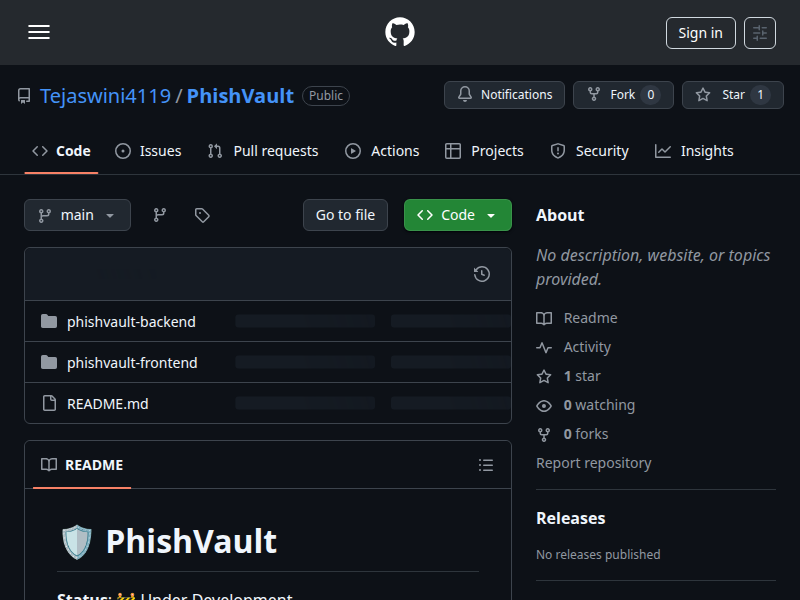 Sign in
Tejaswini4119 / PhishVault Public
Notifications Fork 0 Star 1
Code Issues Pull requests Actions Projects Security Insights
main Go to file Code
phishvault-backend
phishvault-frontend
README.md
README
PhishVault
Status: 🚧 Under Development
About
No description, website, or topics
provided.
Readme
Activity
1 star
0 watching
0 forks
Report repository
Releases
No releases published